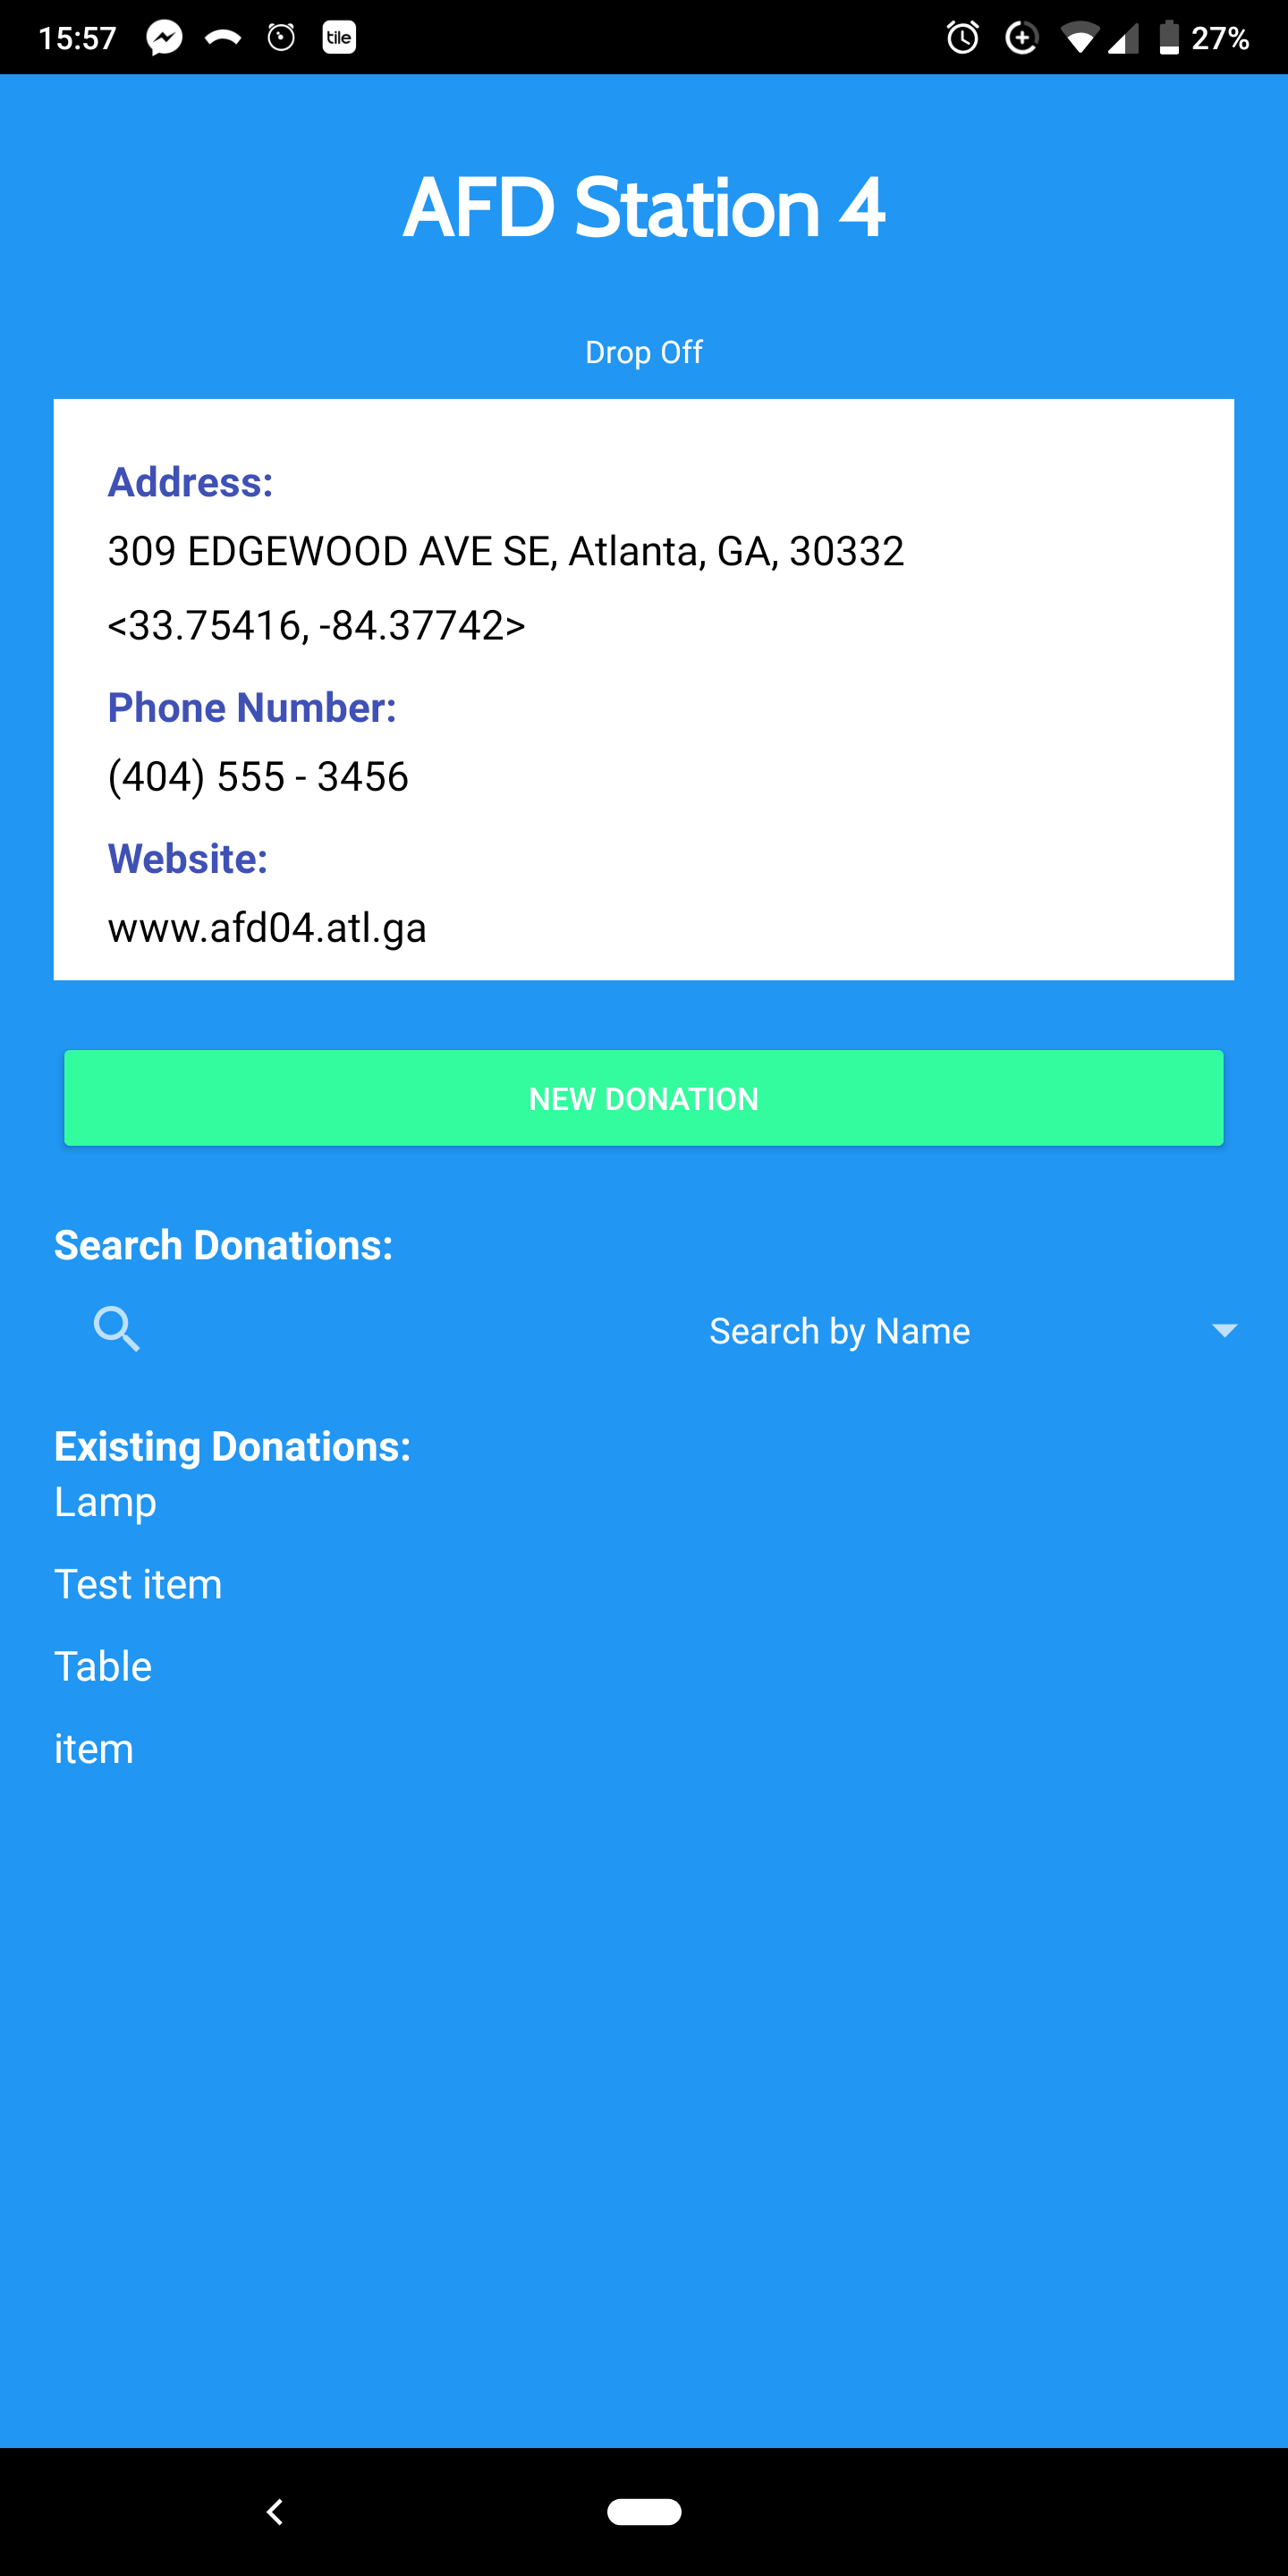 15:57
tile
27%
AFD Station 4
Drop Off
Address:
309 EDGEWOOD AVE SE, Atlanta, GA, 30332
<33.75416, -84.37742>
Phone Number:
(404) 555 - 3456
Website:
www.afd04.atl.ga
NEW DONATION
Search Donations:
Search by Name
Existing Donations:
Lamp
Test item
Table
item